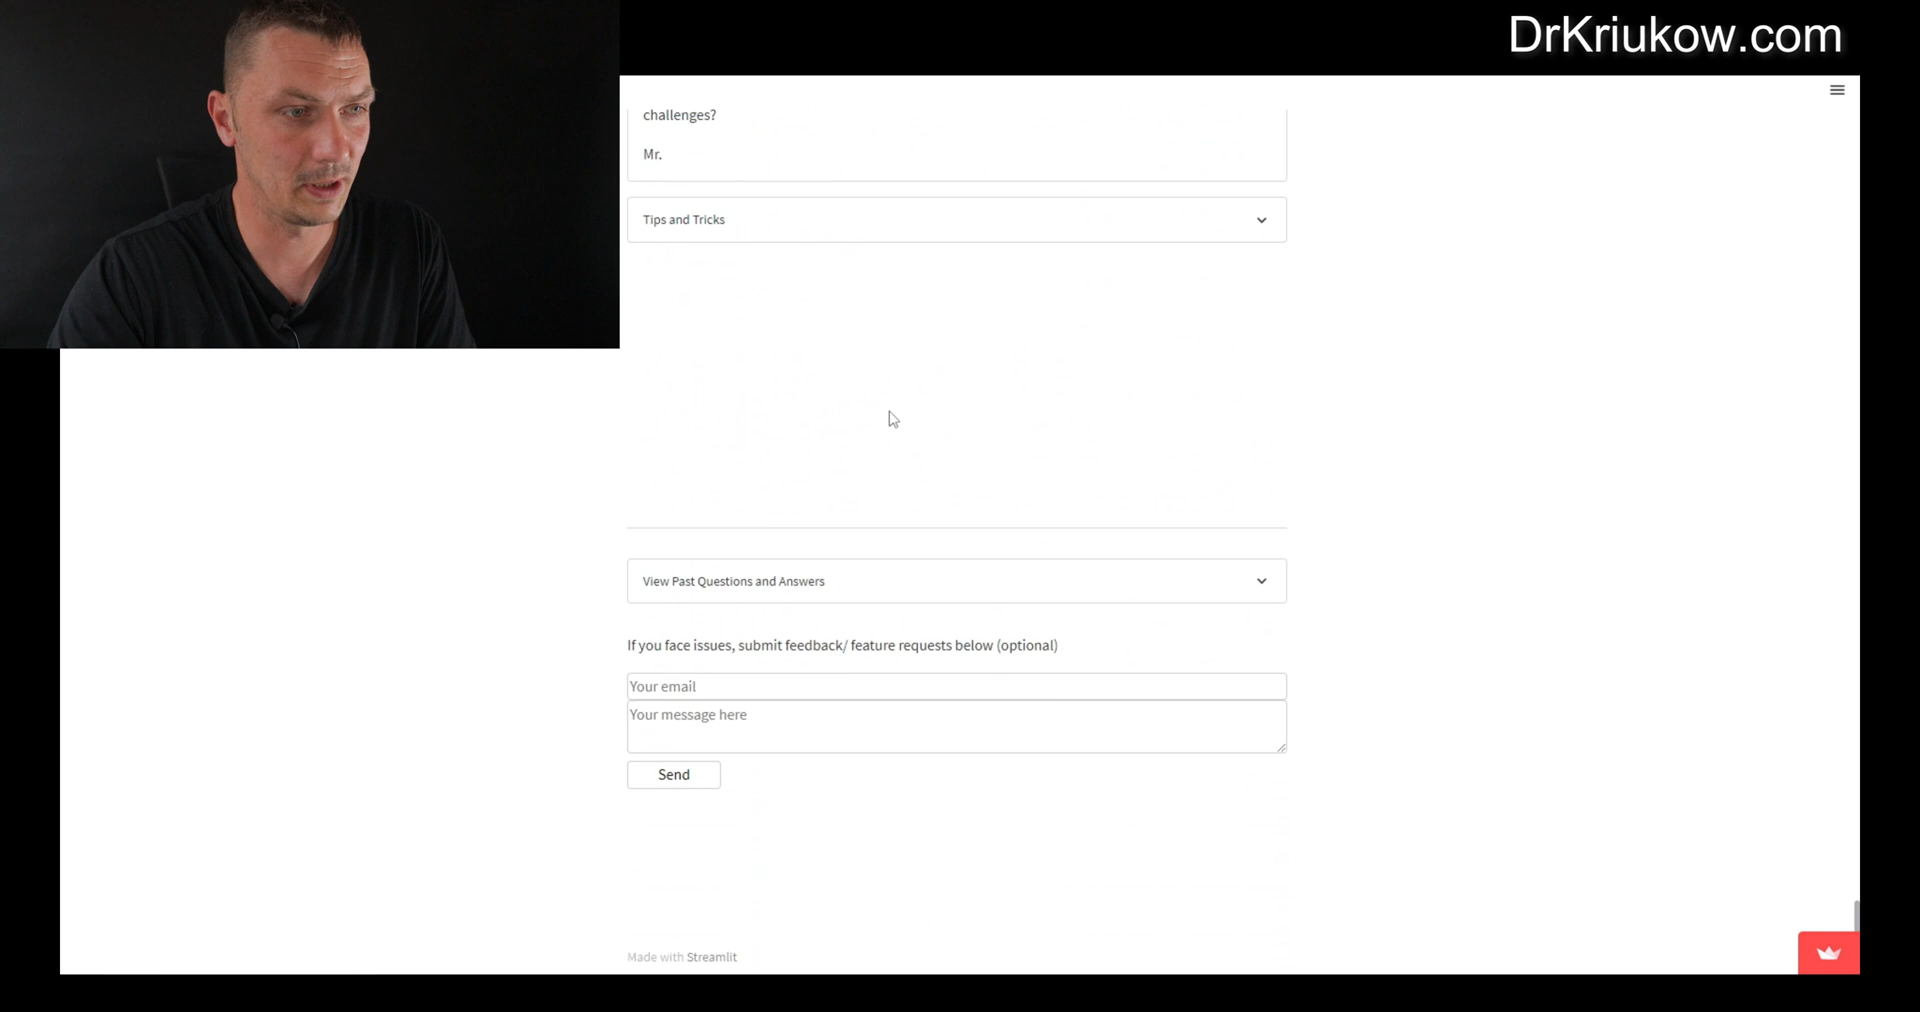 DrKriukow.com
challenges?
Mr.
Tips and Tricks
View Past Questions and Answers
If you face issues, submit feedback/ feature requests below (optional)
Your email
Your message here
Send
Made with Streamlit